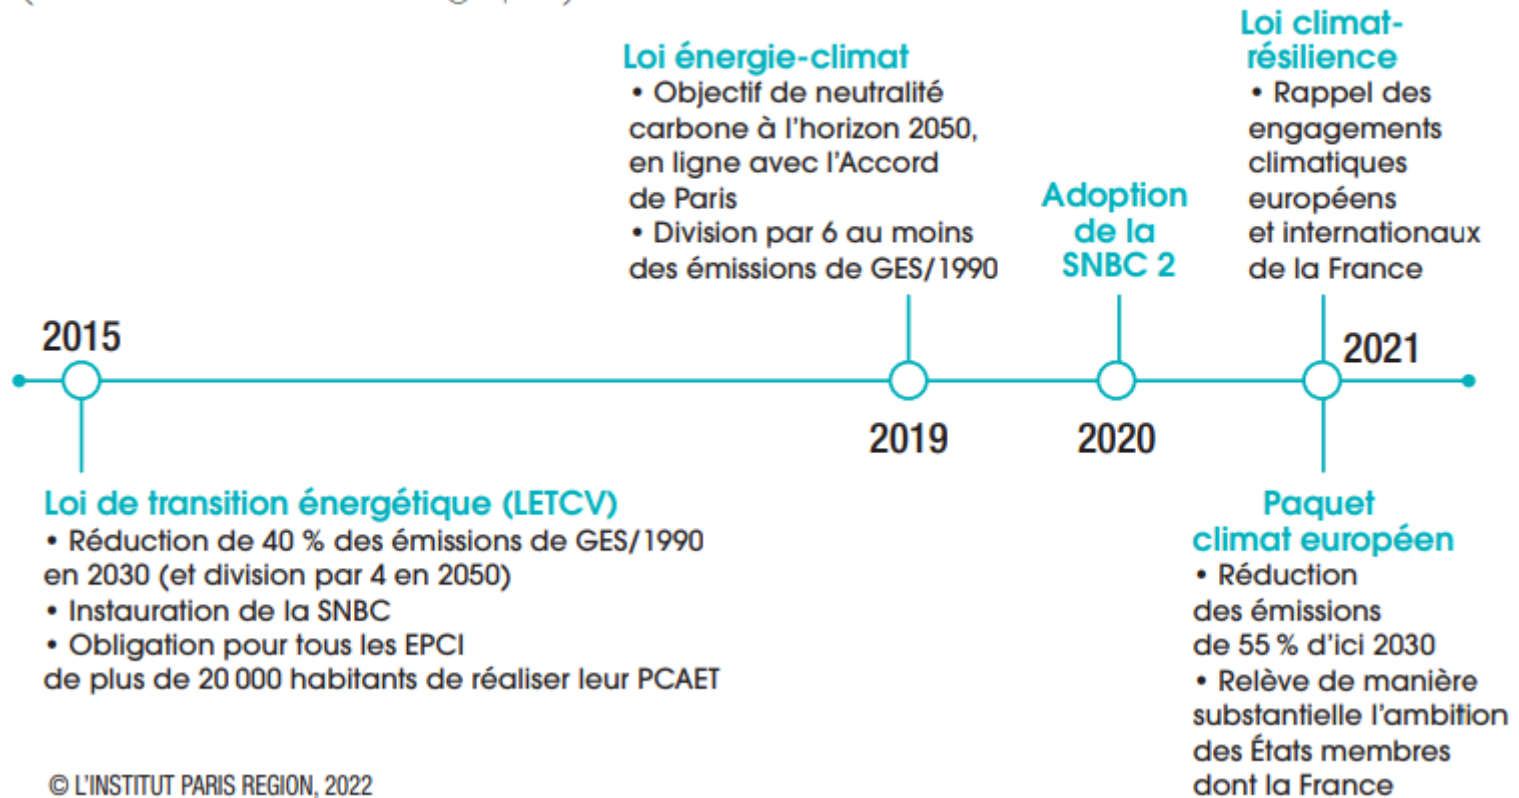 Loi énergie-climat
• Objectif de neutralité
carbone à l'horizon 2050,
en ligne avec l'Accord
de Paris
• Division par 6 au moins
des émissions de GES/1990
Adoption
de la
SNBC 2
Loi climat-
résilience
• Rappel des
engagements
climatiques
européens
et internationaux
de la France
2015
2019
2020
2021
Loi de transition énergétique (LETCV)
• Réduction de 40 % des émissions de GES/1990
en 2030 (et division par 4 en 2050)
• Instauration de la SNBC
• Obligation pour tous les EPCI
de plus de 20 000 habitants de réaliser leur PCAET
Paquet
climat européen
• Réduction
des émissions
de 55 % d'ici 2030
• Relève de manière
substantielle l'ambition
des États membres
dont la France
© L'INSTITUT PARIS REGION, 2022